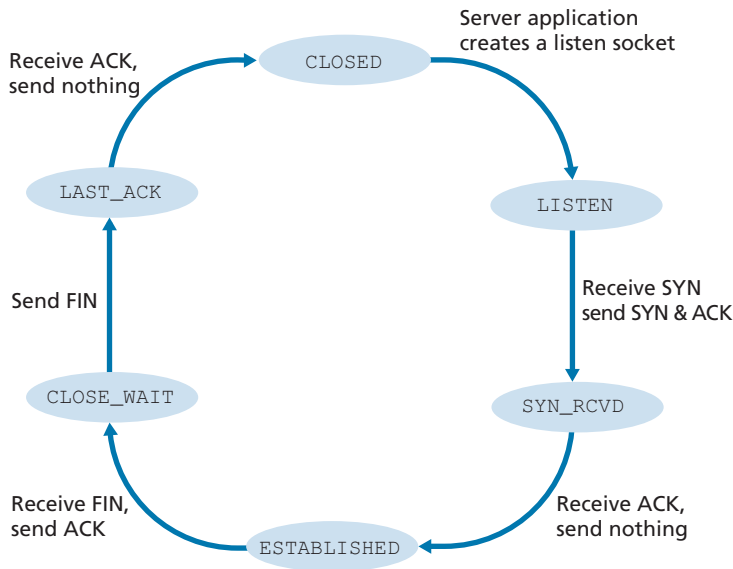 Server application
creates a listen socket
CLOSED
Receive ACK,
send nothing
LAST_ACK
LISTEN
Send FIN
Receive SYN
send SYN & ACK
CLOSE_WAIT
SYN_RCVD
Receive FIN,
send ACK
Receive ACK,
send nothing
ESTABLISHED